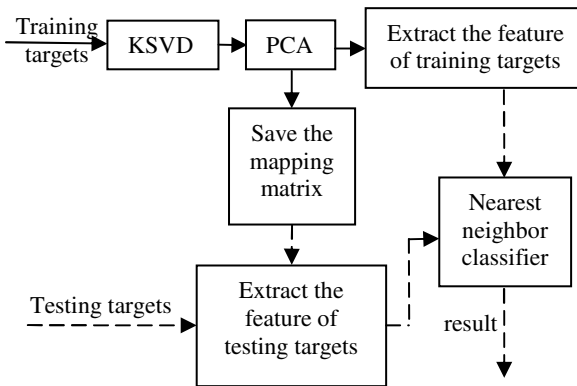 Training
targets
KSVD
PCA
Extract the feature
of training targets
Save the
mapping
matrix
Nearest
neighbor
classifier
Testing targets
Extract the
feature of
testing targets
result